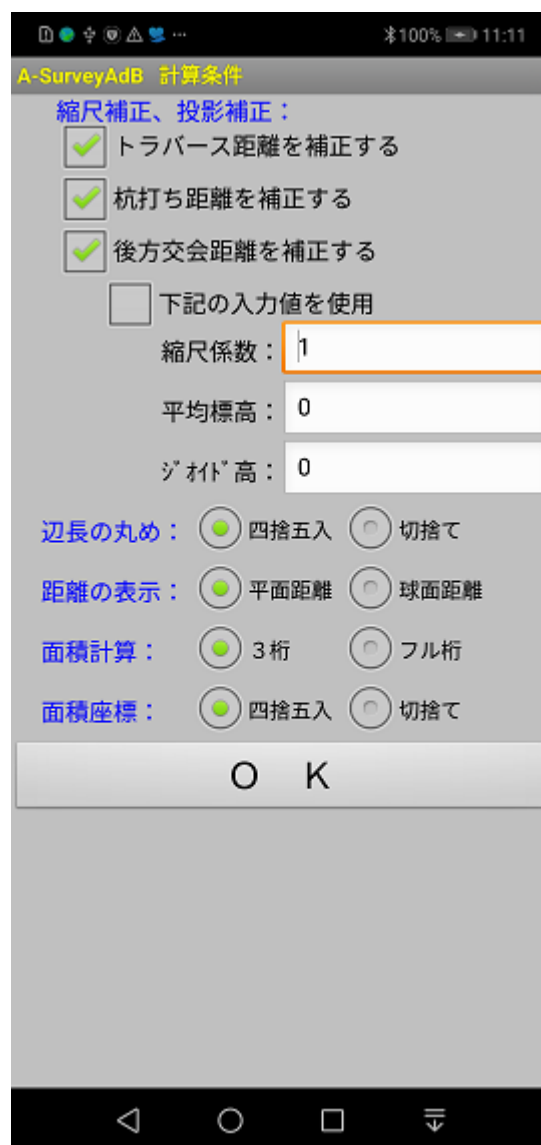 100% 11:11
A-SurveyAdB 計算条件
縮尺補正、投影補正：
トラバース距離を補正する
杭打ち距離を補正する
後方交会距離を補正する
下記の入力値を使用
縮尺係数： 1
平均標高： 0
ｼﾞｵｲﾄﾞ高： 0
辺長の丸め： 四捨五入 切捨て
距離の表示： 平面距離 球面距離
面積計算： ３桁 フル桁
面積座標： 四捨五入 切捨て
Ｏ Ｋ